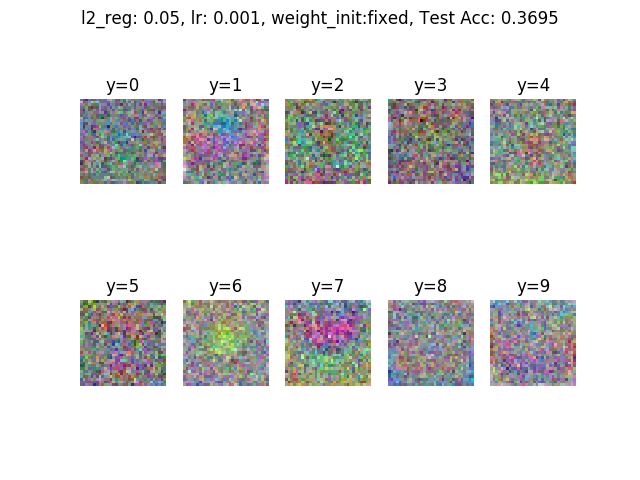 l2_reg: 0.05, lr: 0.001, weight_init:fixed, Test Acc: 0.3695
y=0 y=1 y=2 y=3 y=4
y=5 y=6 y=7 y=8 y=9